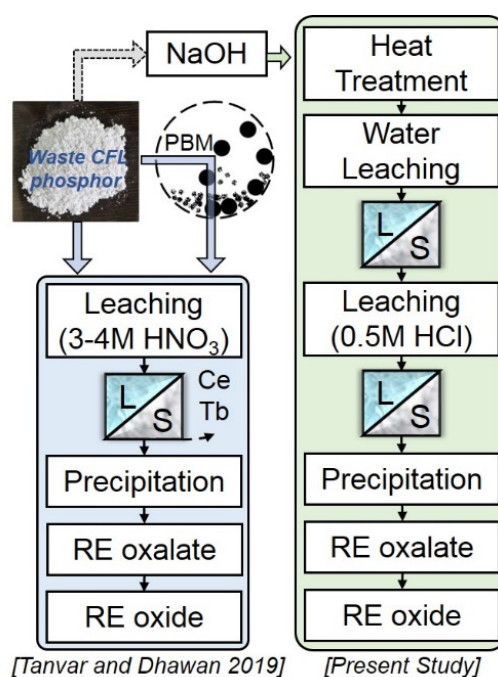 NaOH
Waste CFL
phosphor
PBM
Leaching
(3-4M HNO₃)
L
S
Ce
Tb
Precipitation
RE oxalate
RE oxide
[Tanvar and Dhawan 2019]
Heat
Treatment
Water
Leaching
L
S
Leaching
(0.5M HCl)
L
S
Precipitation
RE oxalate
RE oxide
[Present Study]